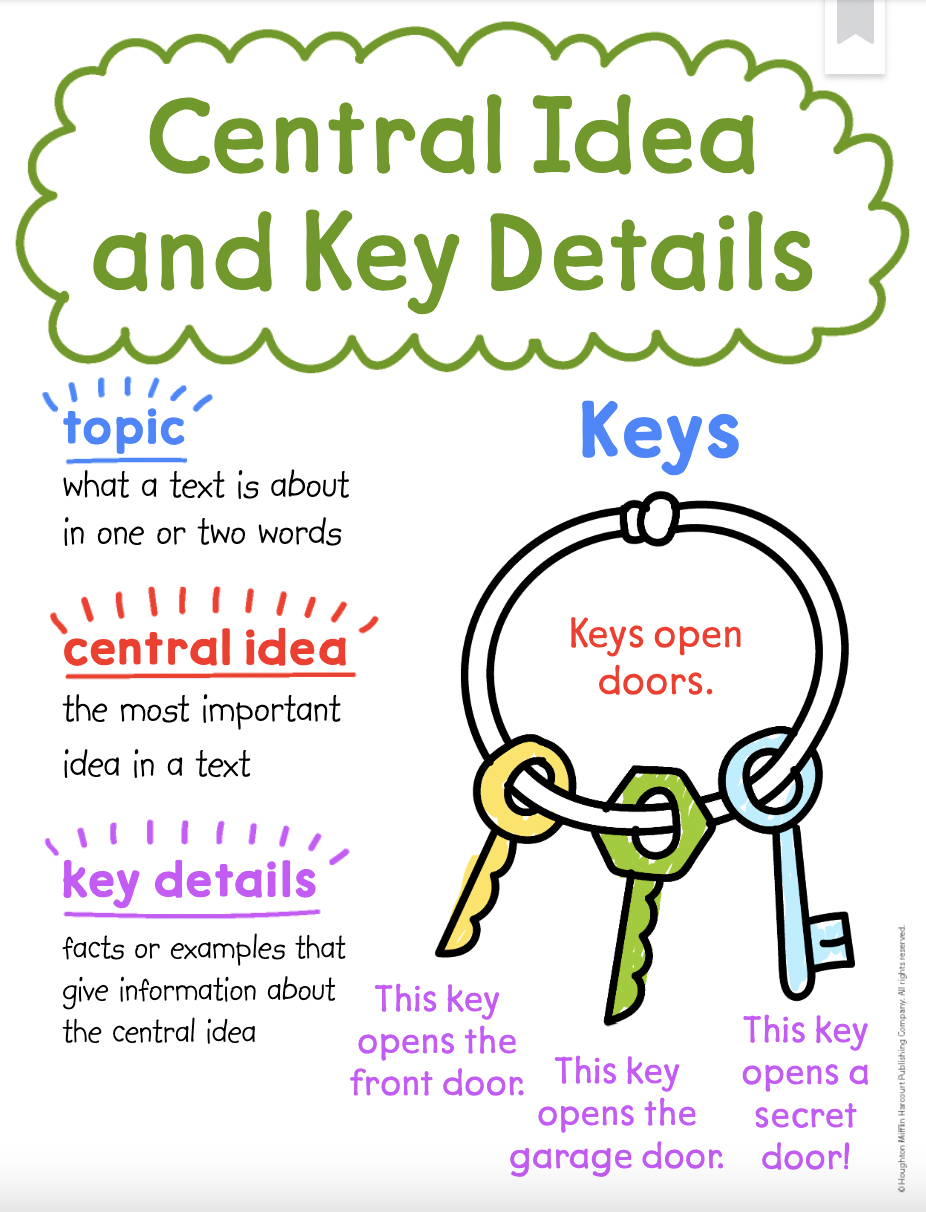 Central Idea
and Key Details
topic
what a text is about
in one or two words
central idea
the most important
idea in a text
key details
facts or examples that
give information about
the central idea
Keys
Keys open
doors.
This key
opens the
front door.
This key
opens the
garage door.
This key
opens a
secret
door!
© Houghton Mifflin Harcourt Publishing Company. All rights reserved.